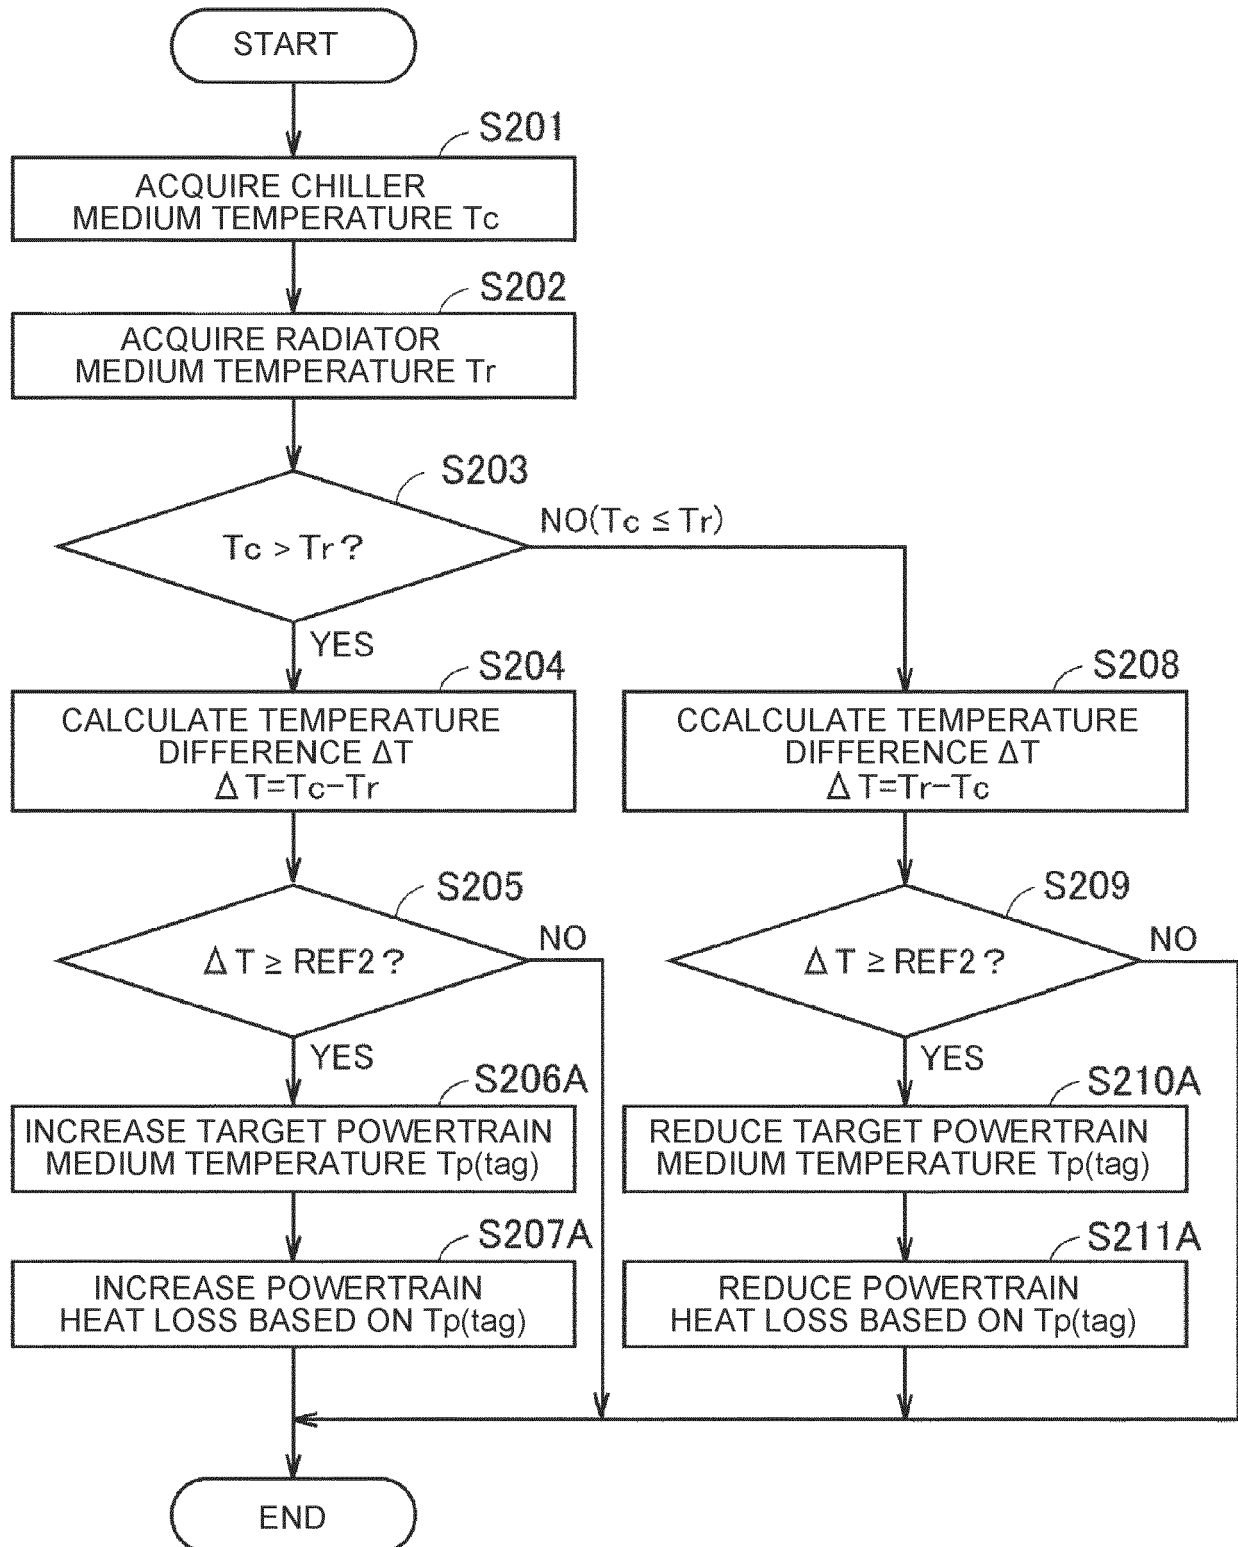 START
S201
ACQUIRE CHILLER
MEDIUM TEMPERATURE Tc
S202
ACQUIRE RADIATOR
MEDIUM TEMPERATURE Tr
S203
Tc > Tr ?
NO(Tc ≤ Tr)
YES
S204
CALCULATE TEMPERATURE
DIFFERENCE ΔT
ΔT=Tc−Tr
S208
CCALCULATE TEMPERATURE
DIFFERENCE ΔT
ΔT=Tr−Tc
S205
ΔT ≥ REF2 ?
NO
YES
S209
ΔT ≥ REF2 ?
NO
YES
S206A
INCREASE TARGET POWERTRAIN
MEDIUM TEMPERATURE Tp(tag)
S210A
REDUCE TARGET POWERTRAIN
MEDIUM TEMPERATURE Tp(tag)
S207A
INCREASE POWERTRAIN
HEAT LOSS BASED ON Tp(tag)
S211A
REDUCE POWERTRAIN
HEAT LOSS BASED ON Tp(tag)
END